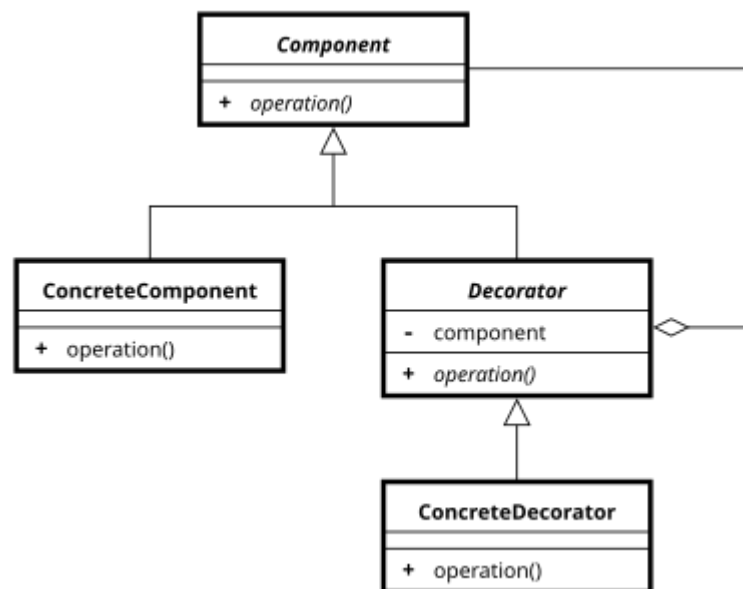 Component
+ operation()
ConcreteComponent
+ operation()
Decorator
- component
+ operation()
ConcreteDecorator
+ operation()